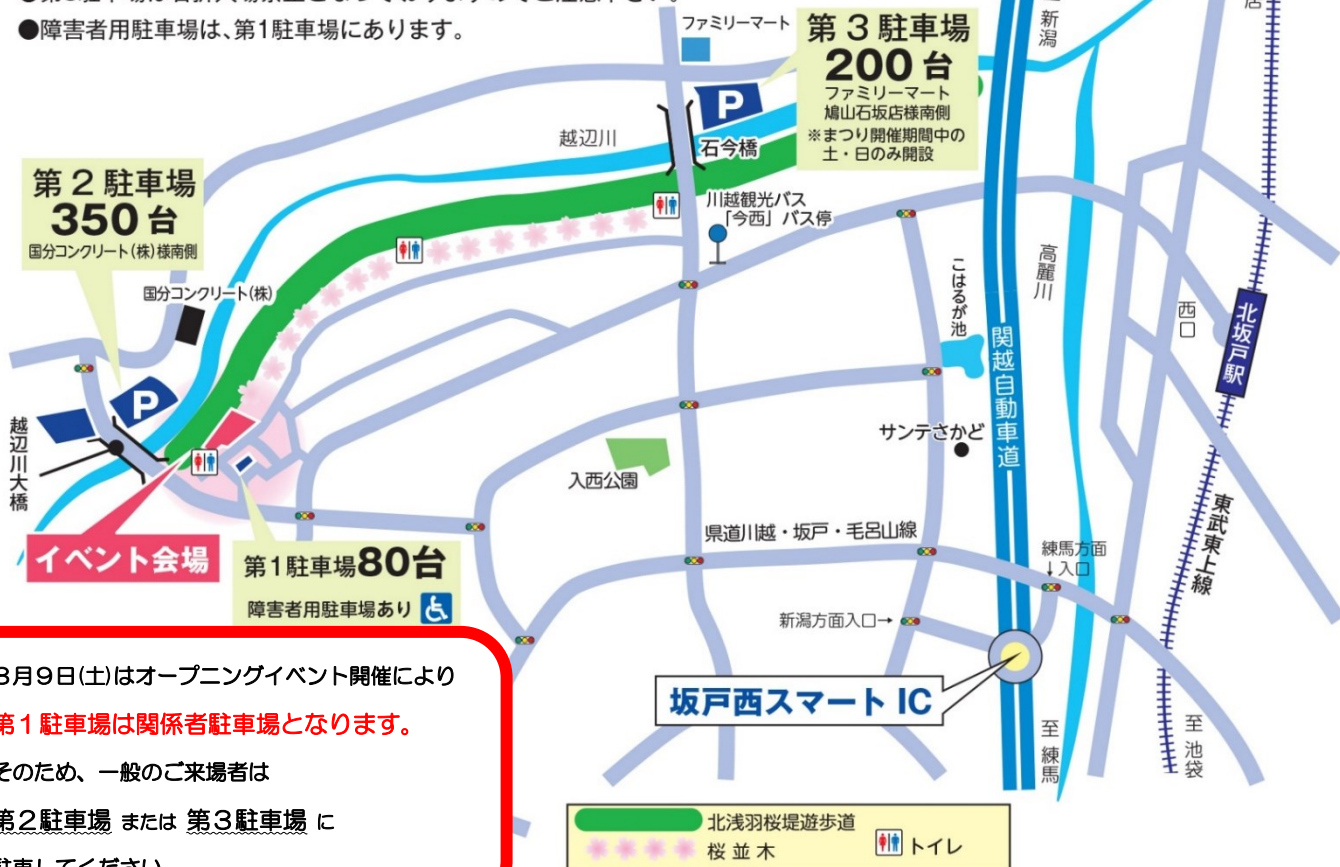 ●障害者用駐車場は、第1駐車場にあります。
ファミリーマート
第3駐車場
200台
ファミリーマート
鳩山石坂店様南側
※まつり開催期間中の
土・日のみ開設
新潟
店
P
越辺川
石今橋
第2駐車場
350台
国分コンクリート(株)様南側
川越観光バス
「今西」バス停
国分コンクリート(株)
こはるが池
高麗川
西口
北坂戸駅
関越自動車道
P
越辺川大橋
サンテさかど
入西公園
東武東上線
県道川越・坂戸・毛呂山線
練馬方面
↓入口
イベント会場
第1駐車場80台
障害者用駐車場あり
新潟方面入口→
坂戸西スマートIC
至 練馬
至 池袋
3月9日(土)はオープニングイベント開催により
第1駐車場は関係者駐車場となります。
そのため、一般のご来場者は
第2駐車場 または 第3駐車場 に
駐車してください
北浅羽桜堤遊歩道
桜並木
トイレ